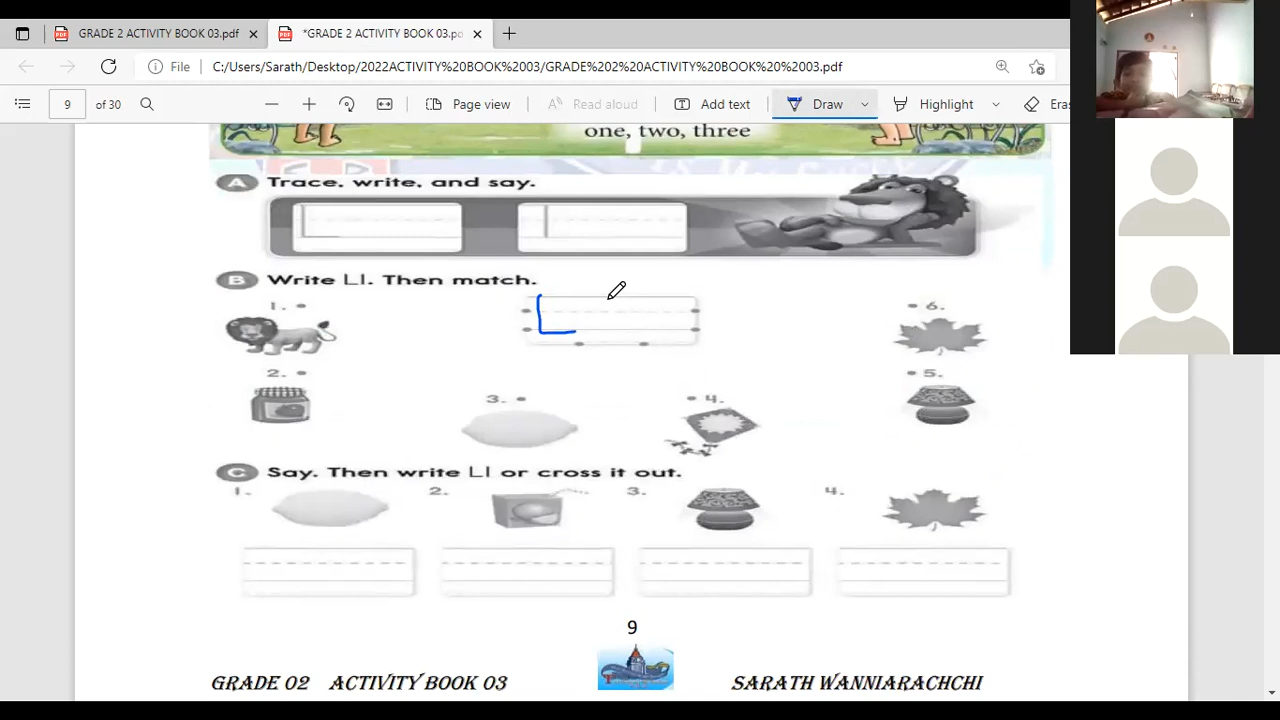 GRADE 2 ACTIVITY BOOK 03.pdf
*GRADE 2 ACTIVITY BOOK 03.po
File
C:/Users/Sarath/Desktop/2022ACTIVITY%20BOOK%2003/GRADE%202%20ACTIVITY%20BOOK%20%2003.pdf
9 of 30
Page view
Read aloud
Add text
Draw
Highlight
Eras
one, two, three
A Trace, write, and say.
L l
B Write Ll. Then match.
1. 6.
L
2. 5.
3. 4.
C Say. Then write Ll or cross it out.
1. 2. 3. 4.
9
GRADE 02 ACTIVITY BOOK 03 SARATH WANNIARACHCHI